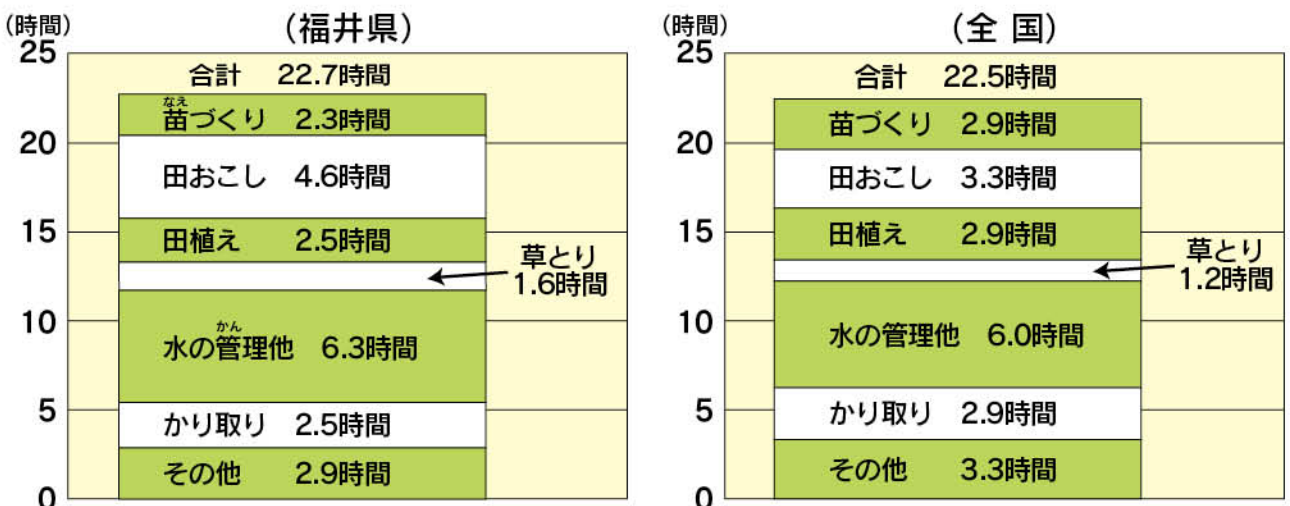 (福井県)
(時間)
25
20
15
10
5
0
合計 22.7時間
なえ
苗づくり 2.3時間
田おこし 4.6時間
田植え 2.5時間
草とり
1.6時間
かん
水の管理他 6.3時間
かり取り 2.5時間
その他 2.9時間
(全 国)
(時間)
25
20
15
10
5
0
合計 22.5時間
苗づくり 2.9時間
田おこし 3.3時間
田植え 2.9時間
草とり
1.2時間
水の管理他 6.0時間
かり取り 2.9時間
その他 3.3時間